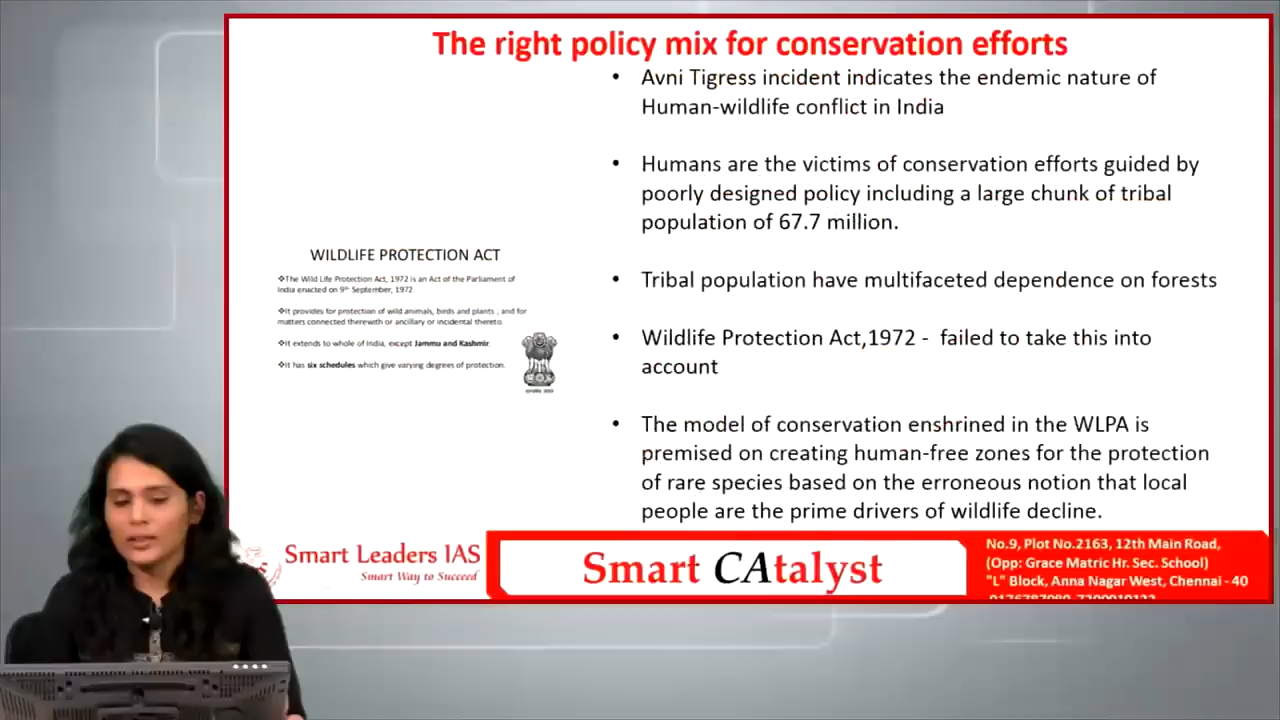 The right policy mix for conservation efforts
• Avni Tigress incident indicates the endemic nature of
Human-wildlife conflict in India
• Humans are the victims of conservation efforts guided by
poorly designed policy including a large chunk of tribal
population of 67.7 million.
• Tribal population have multifaceted dependence on forests
• Wildlife Protection Act,1972 - failed to take this into
account
• The model of conservation enshrined in the WLPA is
premised on creating human-free zones for the protection
of rare species based on the erroneous notion that local
people are the prime drivers of wildlife decline.
WILDLIFE PROTECTION ACT
❖The Wild Life Protection Act, 1972 is an Act of the Parliament of
India enacted on 9th September, 1972.
❖It provides for protection of wild animals, birds and plants , and for
matters connected therewith or ancillary or incidental thereto.
❖It extends to whole of India, except Jammu and Kashmir.
❖It has six schedules which give varying degrees of protection.
Smart Leaders IAS
Smart Way to Succeed
Smart CAtalyst
No.9, Plot No.2163, 12th Main Road,
(Opp: Grace Matric Hr. Sec. School)
"L" Block, Anna Nagar West, Chennai - 40